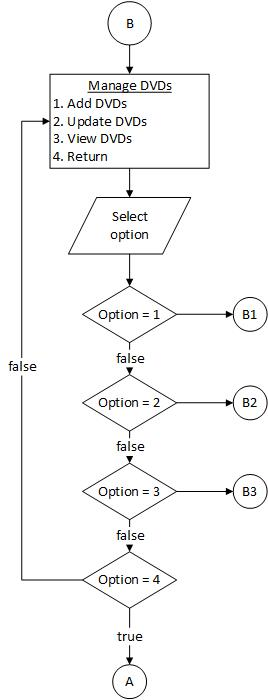 B
Manage DVDs
1. Add DVDs
2. Update DVDs
3. View DVDs
4. Return
Select
option
Option = 1
B1
false
false
Option = 2
B2
false
Option = 3
B3
false
Option = 4
true
A